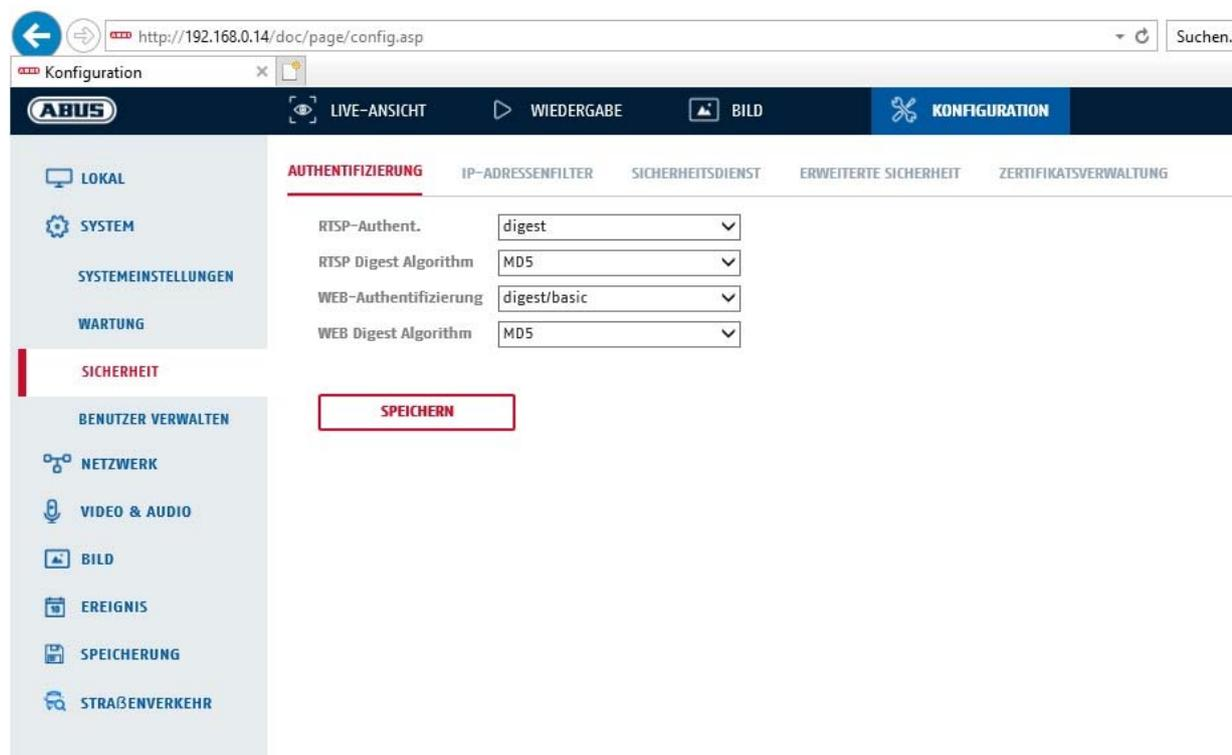 http://192.168.0.14/doc/page/config.asp
Suchen.
Konfiguration
ABUS
LIVE-ANSICHT
WIEDERGABE
BILD
KONFIGURATION
LOKAL
SYSTEM
SYSTEMEINSTELLUNGEN
WARTUNG
SICHERHEIT
BENUTZER VERWALTEN
NETZWERK
VIDEO & AUDIO
BILD
EREIGNIS
SPEICHERUNG
STRAßENVERKEHR
AUTHENTIFIZIERUNG
IP-ADRESSENFILTER
SICHERHEITSDIENST
ERWEITERTE SICHERHEIT
ZERTIFIKATSVERWALTUNG
RTSP-Authent. digest
RTSP Digest Algorithm MD5
WEB-Authentifizierung digest/basic
WEB Digest Algorithm MD5
SPEICHERN